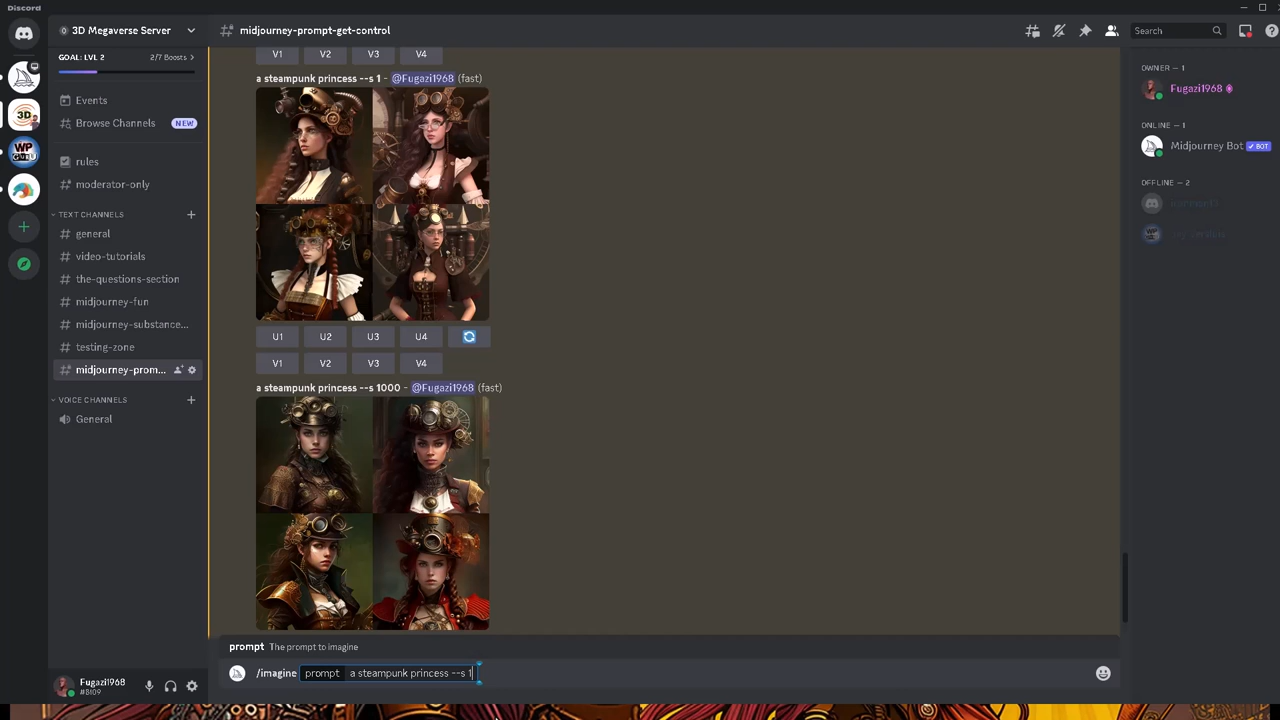 Discord
3D Megaverse Server
midjourney-prompt-get-control
Search
GOAL: LVL 2
2/7 Boosts
Events
Browse Channels
NEW
rules
moderator-only
TEXT CHANNELS
general
video-tutorials
the-questions-section
midjourney-fun
midjourney-substance...
testing-zone
midjourney-prom...
VOICE CHANNELS
General
Fugazi1968
#8109
V1 V2 V3 V4
a steampunk princess --s 1 - @Fugazi1968 (fast)
U1 U2 U3 U4
V1 V2 V3 V4
a steampunk princess --s 1000 - @Fugazi1968 (fast)
prompt The prompt to imagine
/imagine prompt a steampunk princess --s 1
OWNER — 1
Fugazi1968
ONLINE — 1
Midjourney Bot
BOT
OFFLINE — 2
3D
WP
GURU